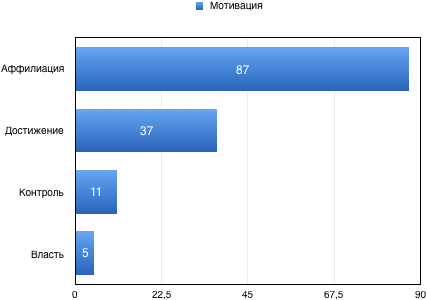 Мотивация
Аффилиация
87
Достижение
37
Контроль
11
Власть
5
0
22,5
45
67,5
90